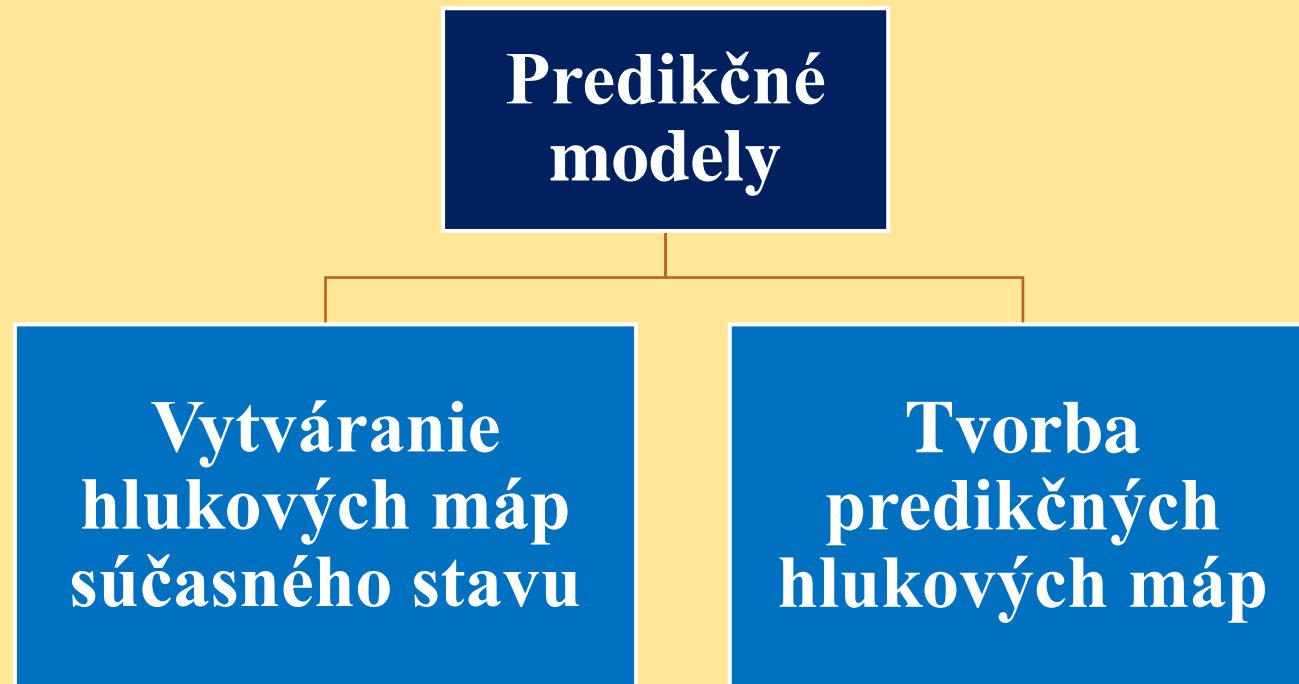 Predikčné
modely
Vytváranie
hlukových máp
súčasného stavu
Tvorba
predikčných
hlukových máp